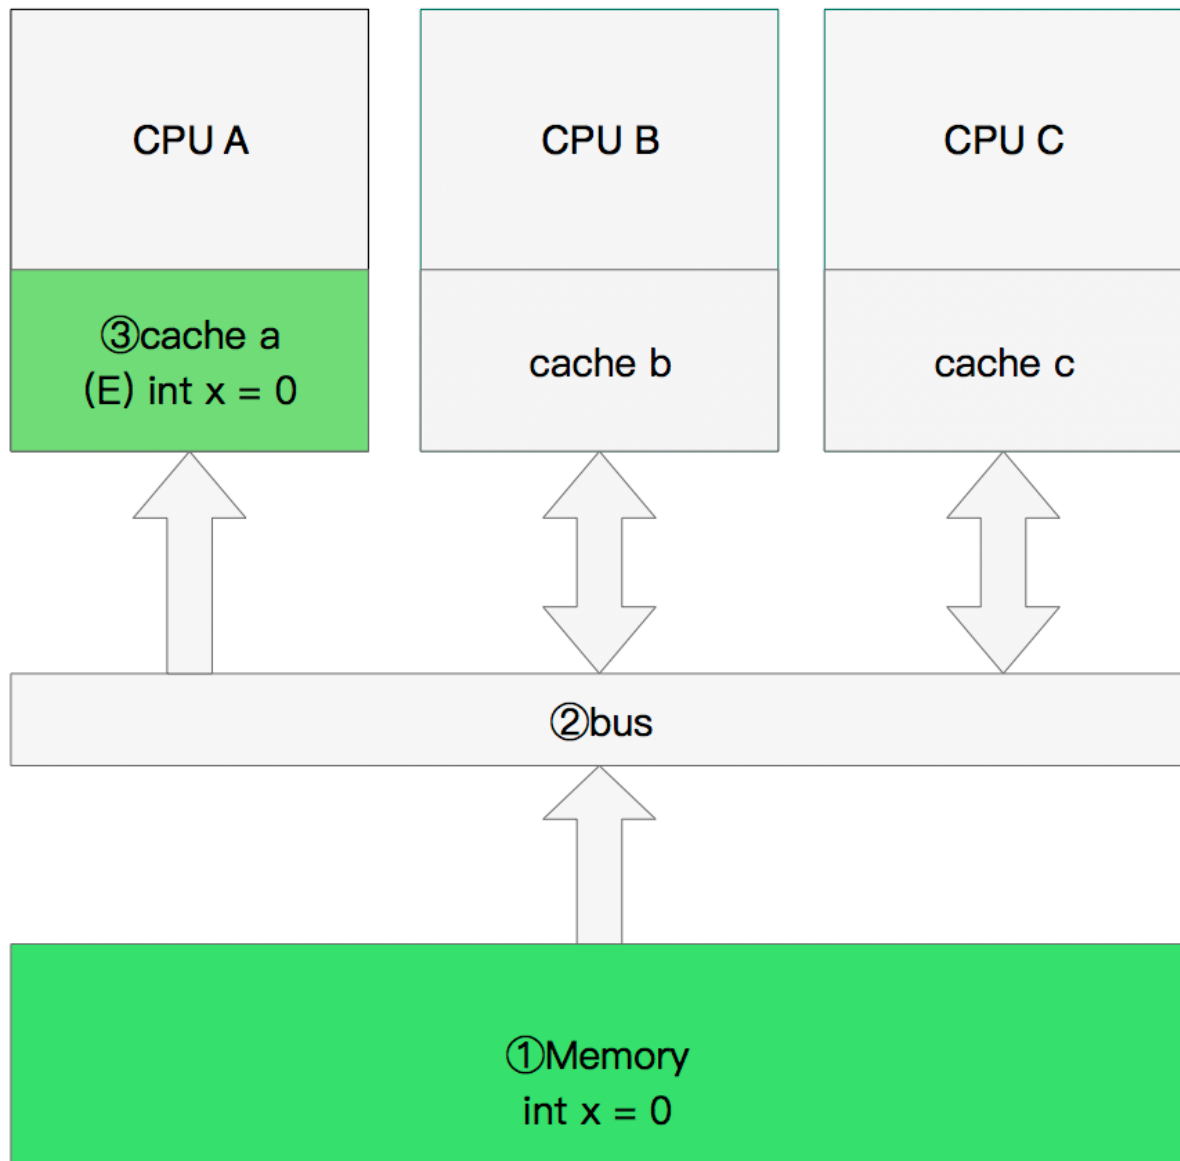 CPU A
CPU B
CPU C
③cache a
(E) int x = 0
cache b
cache c
②bus
①Memory
int x = 0